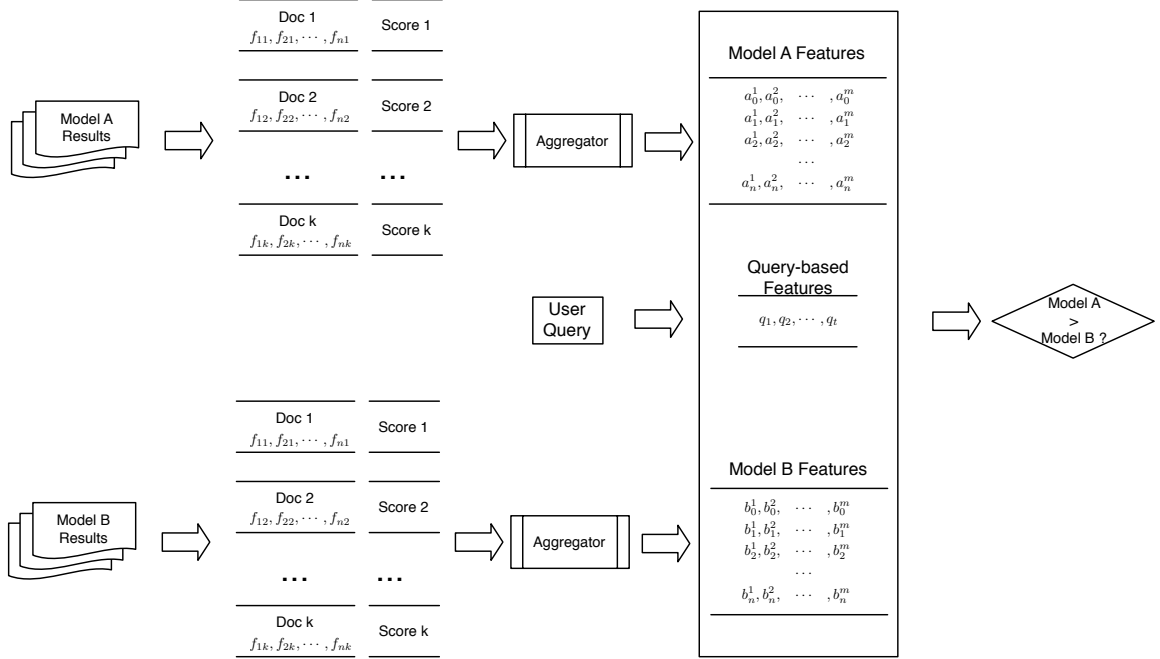 Model A
Results
Doc 1
f_{11}, f_{21}, ··· , f_{n1}
Score 1
Doc 2
f_{12}, f_{22}, ··· , f_{n2}
Score 2
...
...
Doc k
f_{1k}, f_{2k}, ··· , f_{nk}
Score k
Aggregator
Model A Features
a_0^1, a_0^2, ··· , a_0^m
a_1^1, a_1^2, ··· , a_1^m
a_2^1, a_2^2, ··· , a_2^m
···
a_n^1, a_n^2, ··· , a_n^m
User
Query
Query-based
Features
q_1, q_2, ··· , q_t
Model A
>
Model B ?
Model B
Results
Doc 1
f_{11}, f_{21}, ··· , f_{n1}
Score 1
Doc 2
f_{12}, f_{22}, ··· , f_{n2}
Score 2
...
...
Doc k
f_{1k}, f_{2k}, ··· , f_{nk}
Score k
Aggregator
Model B Features
b_0^1, b_0^2, ··· , b_0^m
b_1^1, b_1^2, ··· , b_1^m
b_2^1, b_2^2, ··· , b_2^m
···
b_n^1, b_n^2, ··· , b_n^m